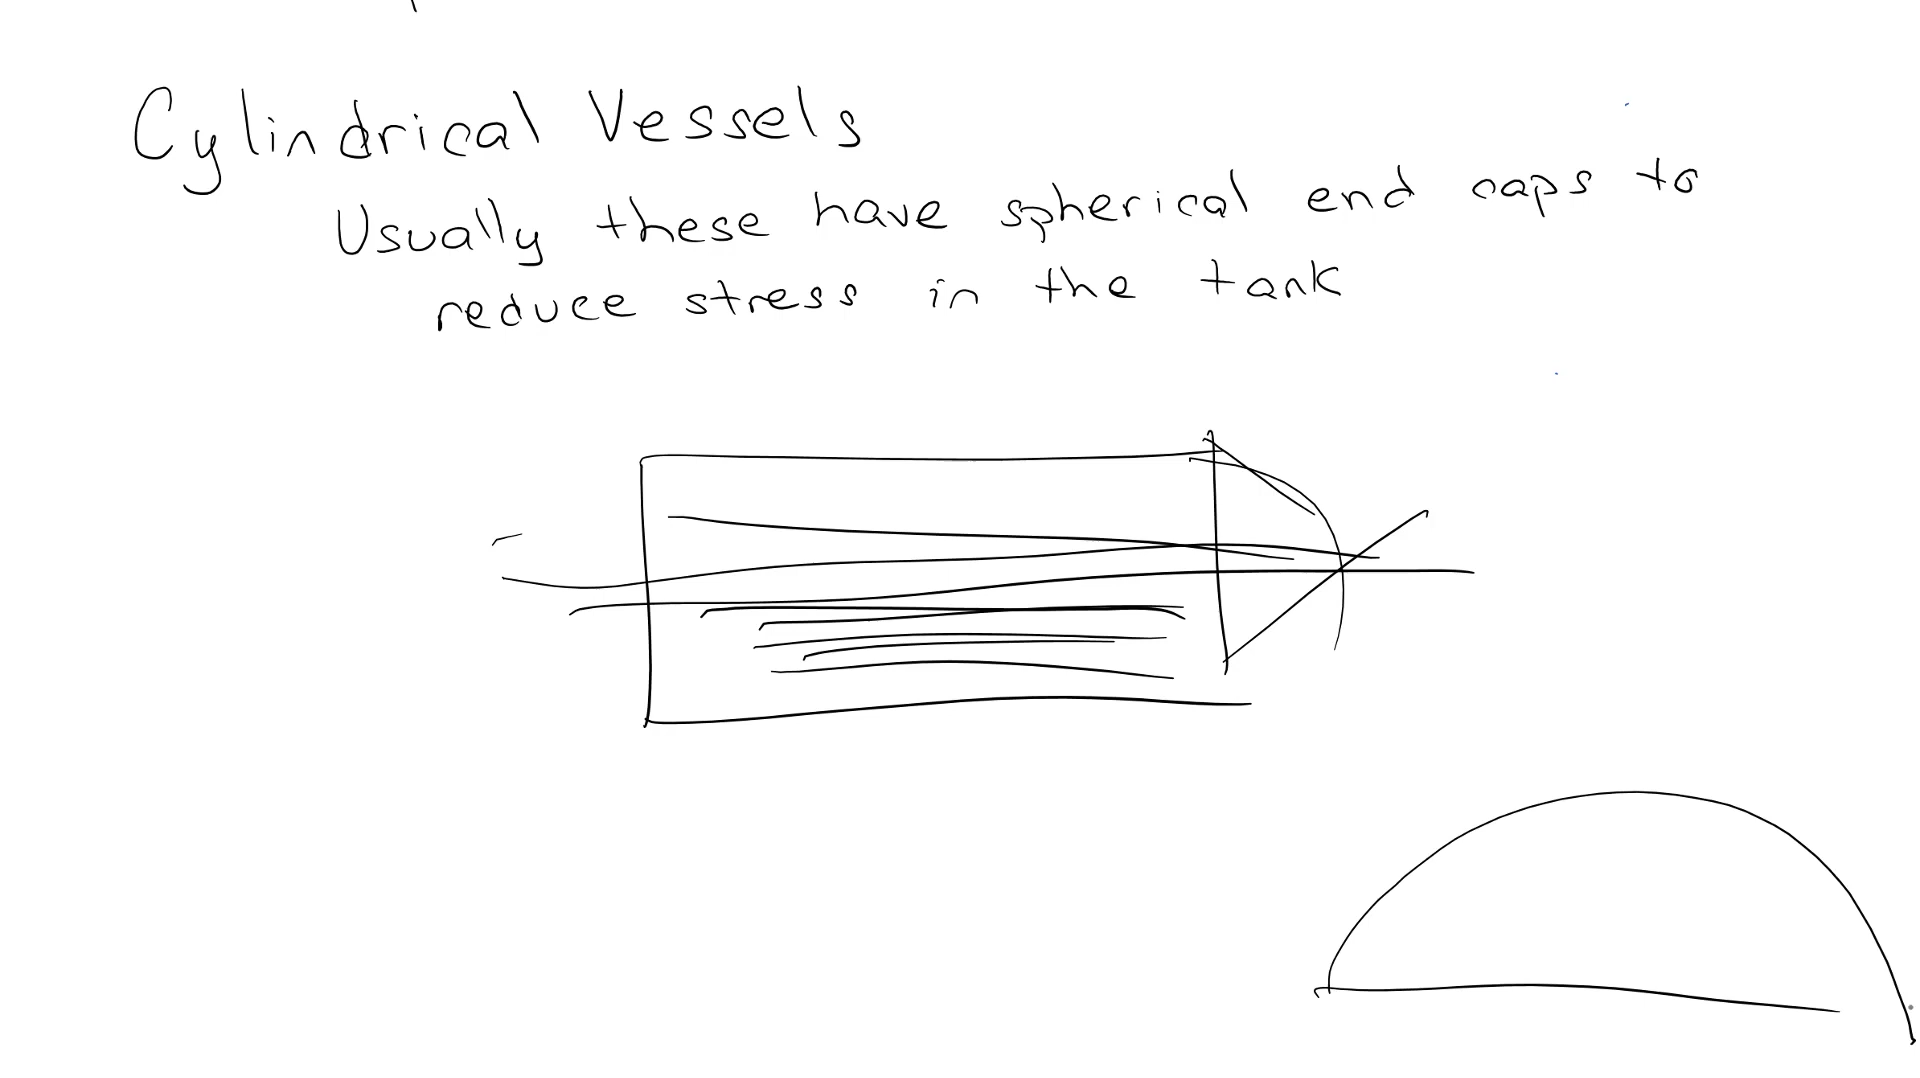 Cylindrical Vessels
Usually these have spherical end caps to
reduce stress in the tank